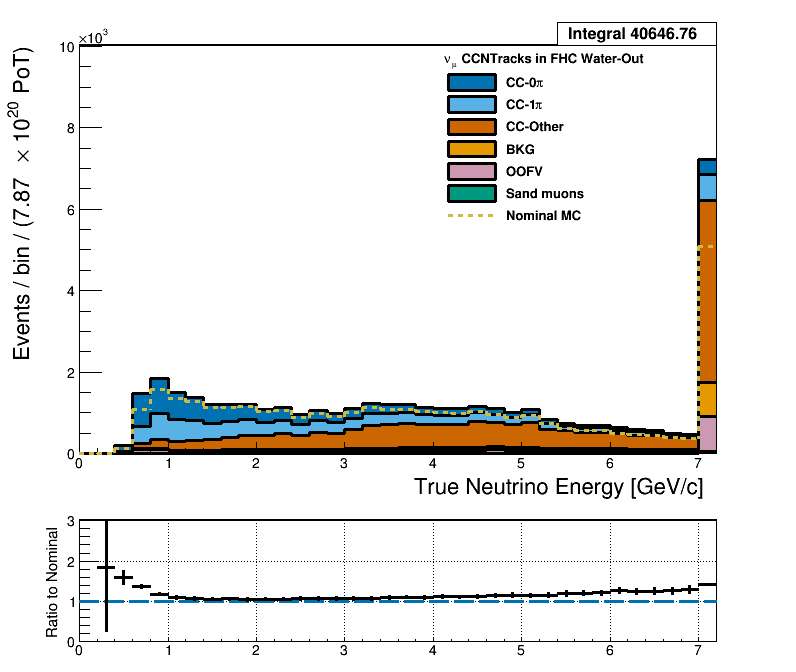 Integral 40646.76
×10³
ν_μ CCNTracks in FHC Water-Out
CC-0π
CC-1π
CC-Other
BKG
OOFV
Sand muons
Nominal MC
Events / bin / (7.87 × 10²⁰ PoT)
10
8
6
4
2
0
0 1 2 3 4 5 6 7
True Neutrino Energy [GeV/c]
Ratio to Nominal
3
2
1
0
0 1 2 3 4 5 6 7